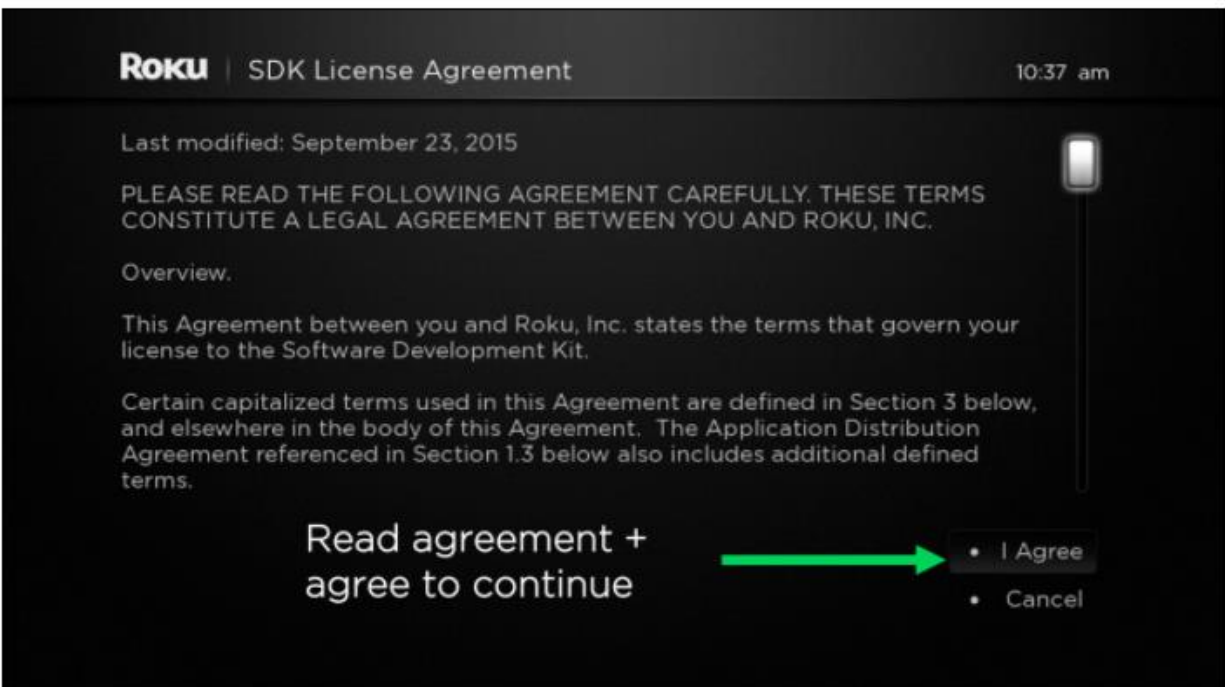 Roku | SDK License Agreement 10:37 am
Last modified: September 23, 2015
PLEASE READ THE FOLLOWING AGREEMENT CAREFULLY. THESE TERMS
CONSTITUTE A LEGAL AGREEMENT BETWEEN YOU AND ROKU, INC.
Overview.
This Agreement between you and Roku, Inc. states the terms that govern your
license to the Software Development Kit.
Certain capitalized terms used in this Agreement are defined in Section 3 below,
and elsewhere in the body of this Agreement. The Application Distribution
Agreement referenced in Section 1.3 below also includes additional defined
terms.
Read agreement +
agree to continue
• I Agree
• Cancel